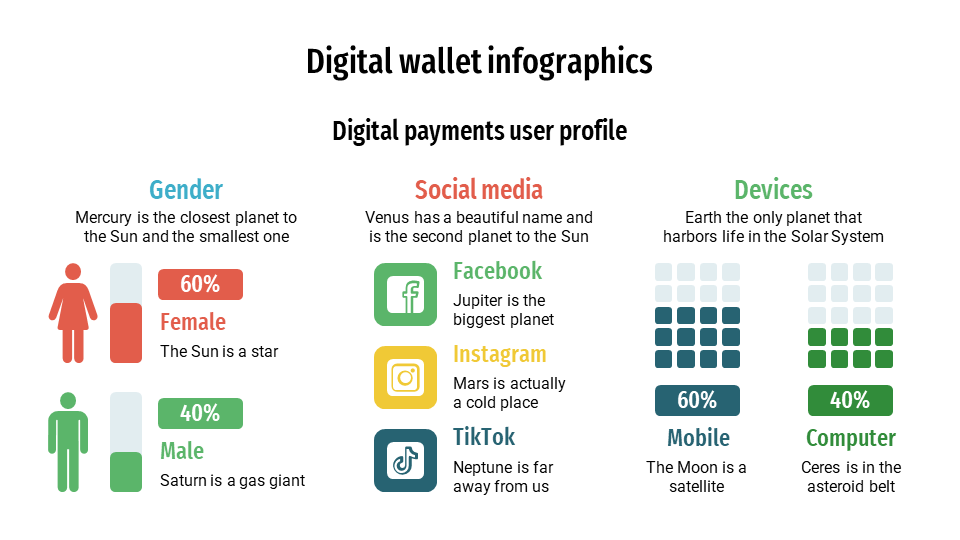 Digital wallet infographics
Digital payments user profile
Gender
Mercury is the closest planet to
the Sun and the smallest one
60%
Female
The Sun is a star
40%
Male
Saturn is a gas giant
Social media
Venus has a beautiful name and
is the second planet to the Sun
Facebook
Jupiter is the
biggest planet
Instagram
Mars is actually
a cold place
TikTok
Neptune is far
away from us
Devices
Earth the only planet that
harbors life in the Solar System
60%
Mobile
The Moon is a
satellite
40%
Computer
Ceres is in the
asteroid belt